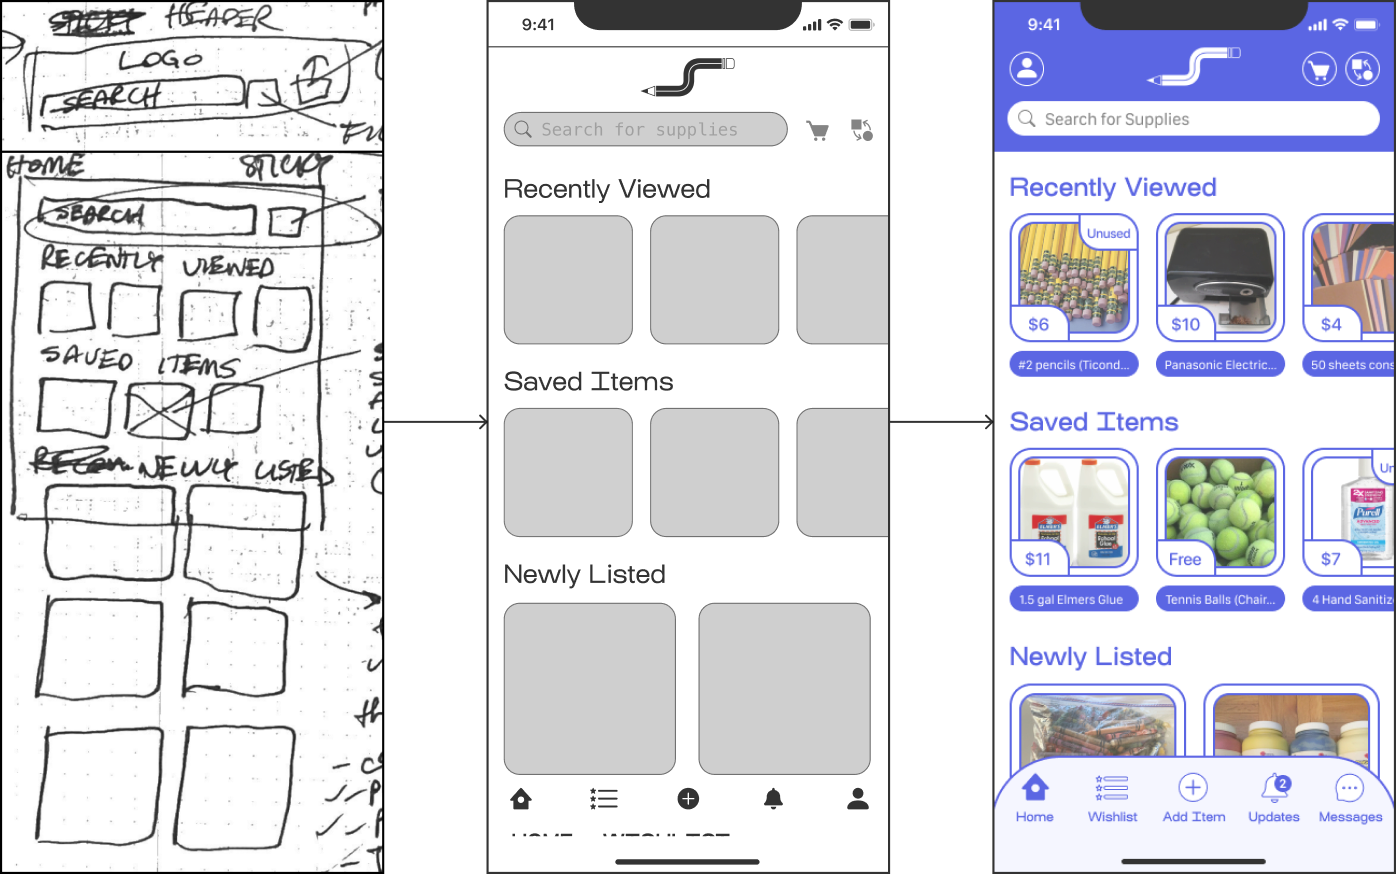 HEADER
LOGO
SEARCH
HOME
STICKY
SEARCH
RECENTLY VIEWED
SAVED ITEMS
NEWLY LISTED
9:41
Search for supplies
Recently Viewed
Saved Items
Newly Listed
HOME WISHLIST
9:41
Search for Supplies
Recently Viewed
Unused
$6
$10
$4
#2 pencils (Ticond...
Panasonic Electric...
50 sheets cons
Saved Items
Un
$11
Free
$7
1.5 gal Elmers Glue
Tennis Balls (Chair...
4 Hand Sanitiz
Newly Listed
2
Home
Wishlist
Add Item
Updates
Messages